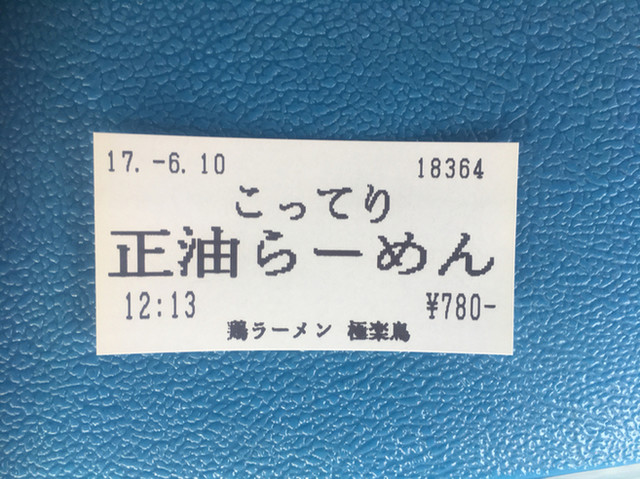 17.-6.10 18364
こってり
正油らーめん
12:13 ¥780-
鶏ラーメン 極楽鳥